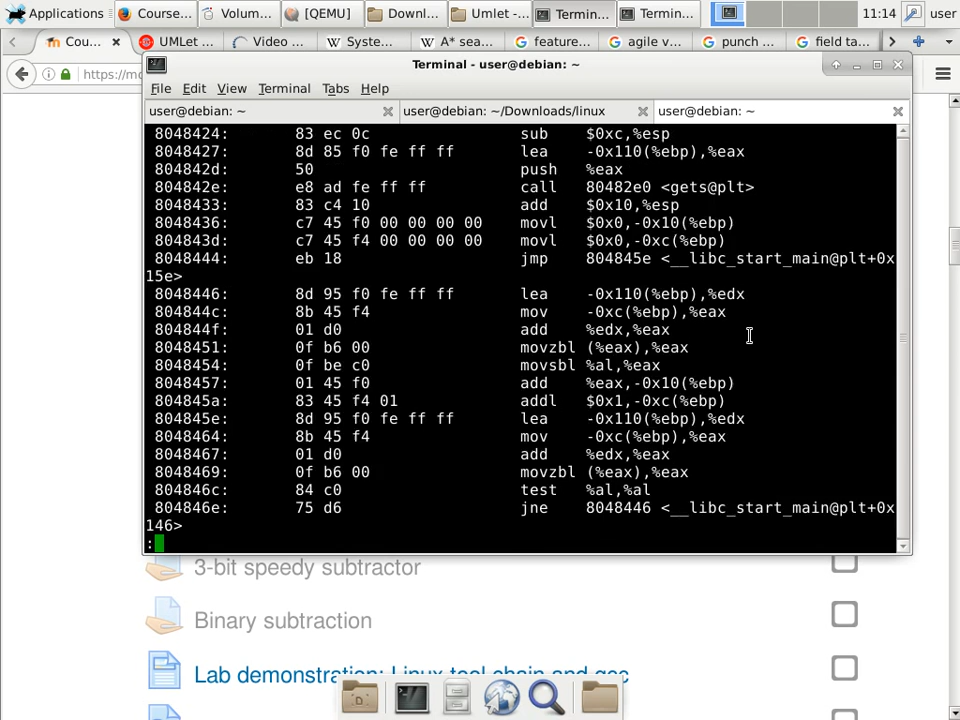 Applications
Course...
Volum...
[QEMU]
Downl...
Umlet -...
Termin...
Termin...
11:14
user
Cou...
UMLet ...
Video ...
Syste...
A* sea...
feature...
agile v...
punch ...
field ta...
https://mo
Terminal - user@debian: ~
File Edit View Terminal Tabs Help
user@debian: ~
user@debian: ~/Downloads/linux
user@debian: ~
8048424: 83 ec 0c sub $0xc,%esp
8048427: 8d 85 f0 fe ff ff lea -0x110(%ebp),%eax
804842d: 50 push %eax
804842e: e8 ad fe ff ff call 80482e0 <gets@plt>
8048433: 83 c4 10 add $0x10,%esp
8048436: c7 45 f0 00 00 00 00 movl $0x0,-0x10(%ebp)
804843d: c7 45 f4 00 00 00 00 movl $0x0,-0xc(%ebp)
8048444: eb 18 jmp 804845e <__libc_start_main@plt+0x
15e>
8048446: 8d 95 f0 fe ff ff lea -0x110(%ebp),%edx
804844c: 8b 45 f4 mov -0xc(%ebp),%eax
804844f: 01 d0 add %edx,%eax
8048451: 0f b6 00 movzbl (%eax),%eax
8048454: 0f be c0 movsbl %al,%eax
8048457: 01 45 f0 add %eax,-0x10(%ebp)
804845a: 83 45 f4 01 addl $0x1,-0xc(%ebp)
804845e: 8d 95 f0 fe ff ff lea -0x110(%ebp),%edx
8048464: 8b 45 f4 mov -0xc(%ebp),%eax
8048467: 01 d0 add %edx,%eax
8048469: 0f b6 00 movzbl (%eax),%eax
804846c: 84 c0 test %al,%al
804846e: 75 d6 jne 8048446 <__libc_start_main@plt+0x
146>
:
3-bit speedy subtractor
Binary subtraction
Lab demonstration: Linux tool chain and gcc